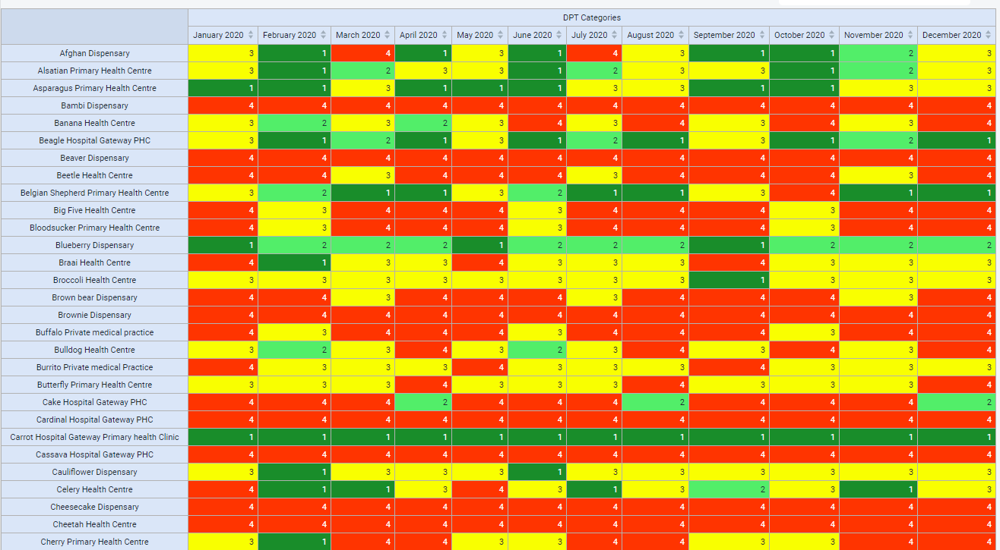 DPT Categories
January 2020 February 2020 March 2020 April 2020 May 2020 June 2020 July 2020 August 2020 September 2020 October 2020 November 2020 December 2020
Afghan Dispensary 3 1 4 1 3 1 4 3 1 1 2 3
Alsatian Primary Health Centre 3 1 2 3 3 1 2 3 3 1 2 3
Asparagus Primary Health Centre 1 1 3 1 1 1 3 3 1 1 3 3
Bambi Dispensary 4 4 4 4 4 4 4 4 4 4 4 4
Banana Health Centre 3 2 3 2 3 4 3 4 3 4 3 4
Beagle Hospital Gateway PHC 3 1 2 1 3 1 2 1 3 1 2 1
Beaver Dispensary 4 4 4 4 4 4 4 4 4 4 4 4
Beetle Health Centre 4 4 3 4 4 4 3 4 4 4 3 4
Belgian Shepherd Primary Health Centre 3 2 1 1 3 2 1 1 3 4 1 1
Big Five Health Centre 4 3 4 4 4 3 4 4 4 3 4 4
Bloodsucker Primary Health Centre 4 3 4 4 4 3 4 4 4 3 4 4
Blueberry Dispensary 1 2 2 2 1 2 2 2 1 2 2 2
Braai Health Centre 4 1 3 3 4 3 3 3 4 3 3 3
Broccoli Health Centre 3 3 3 3 3 3 3 3 1 3 3 3
Brown bear Dispensary 4 4 3 4 4 4 3 4 4 4 3 4
Brownie Dispensary 4 4 4 4 4 4 4 4 4 4 4 4
Buffalo Private medical practice 4 3 4 4 4 3 4 4 4 3 4 4
Bulldog Health Centre 3 2 3 4 3 2 3 4 3 4 3 4
Burrito Private medical Practice 4 3 3 3 4 3 3 3 4 3 3 3
Butterfly Primary Health Centre 3 3 3 4 3 3 3 4 3 3 3 4
Cake Hospital Gateway PHC 4 4 4 2 4 4 4 2 4 4 4 2
Cardinal Hospital Gateway PHC 4 4 4 4 4 4 4 4 4 4 4 4
Carrot Hospital Gateway Primary health Clinic 1 1 1 1 1 1 1 1 1 1 1 1
Cassava Hospital Gateway PHC 4 4 4 4 4 4 4 4 4 4 4 4
Cauliflower Dispensary 3 1 3 3 3 1 3 3 3 3 3 3
Celery Health Centre 4 1 1 3 4 3 1 3 2 3 1 3
Cheesecake Dispensary 4 4 4 4 4 4 4 4 4 4 4 4
Cheetah Health Centre 4 4 4 4 4 4 4 4 4 4 4 4
Cherry Primary Health Centre 3 1 4 4 3 3 4 4 3 3 4 4